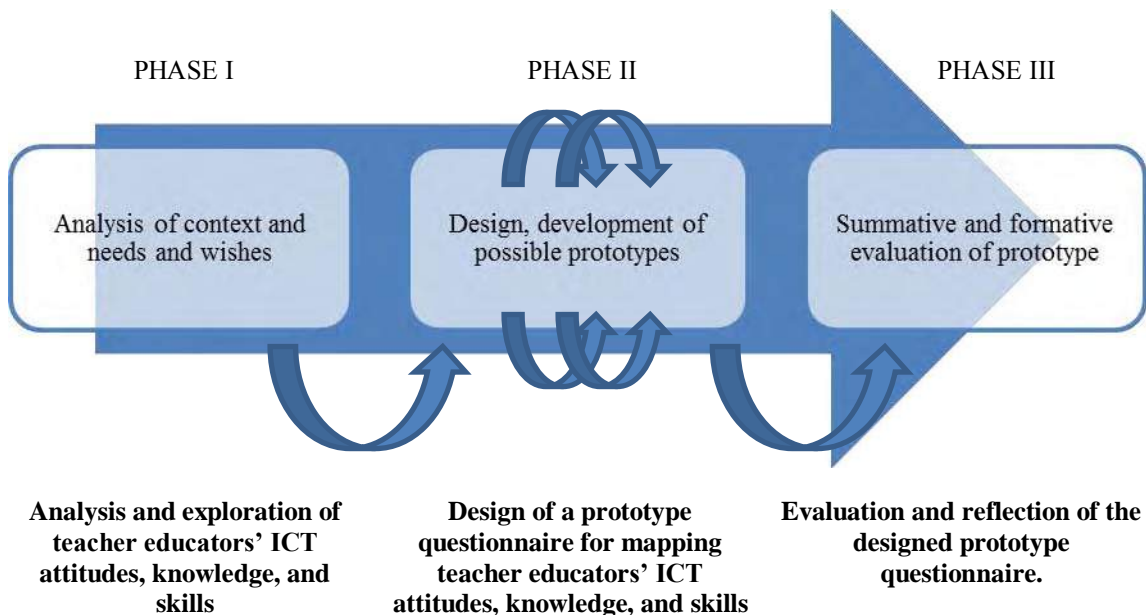 PHASE I
PHASE II
PHASE III
Analysis of context and
needs and wishes
Design, development of
possible prototypes
Summative and formative
evaluation of prototype
Analysis and exploration of
teacher educators’ ICT
attitudes, knowledge, and
skills
Design of a prototype
questionnaire for mapping
teacher educators’ ICT
attitudes, knowledge, and skills
Evaluation and reflection of the
designed prototype
questionnaire.